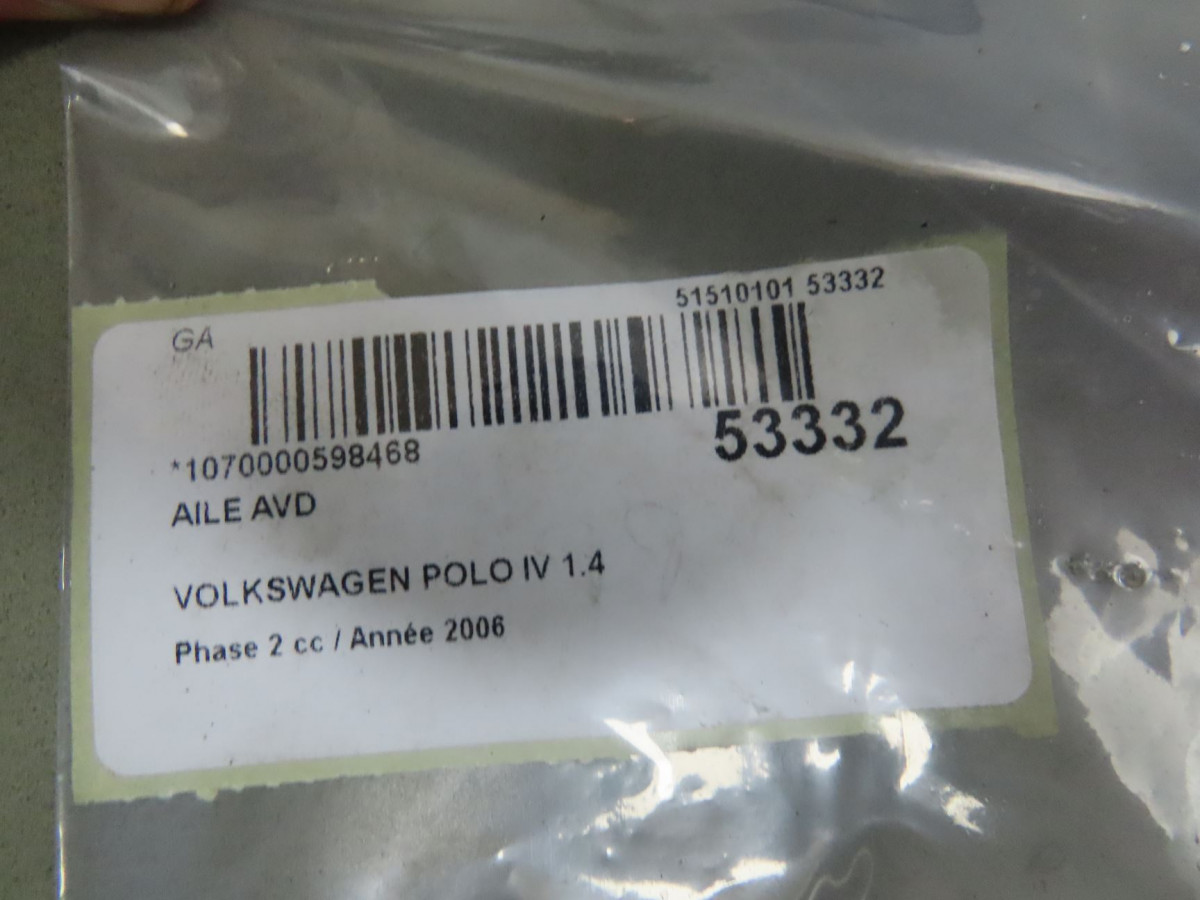 51510101 53332
GA
53332
*1070000598468
AILE AVD
VOLKSWAGEN POLO IV 1.4
Phase 2 cc / Année 2006